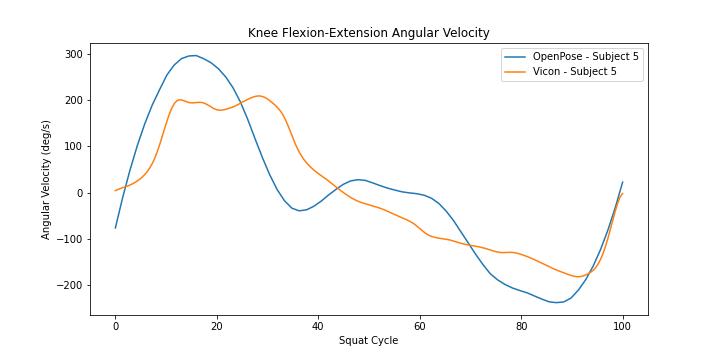 Knee Flexion-Extension Angular Velocity
OpenPose - Subject 5
Vicon - Subject 5
Angular Velocity (deg/s)
300
200
100
0
−100
−200
0 20 40 60 80 100
Squat Cycle